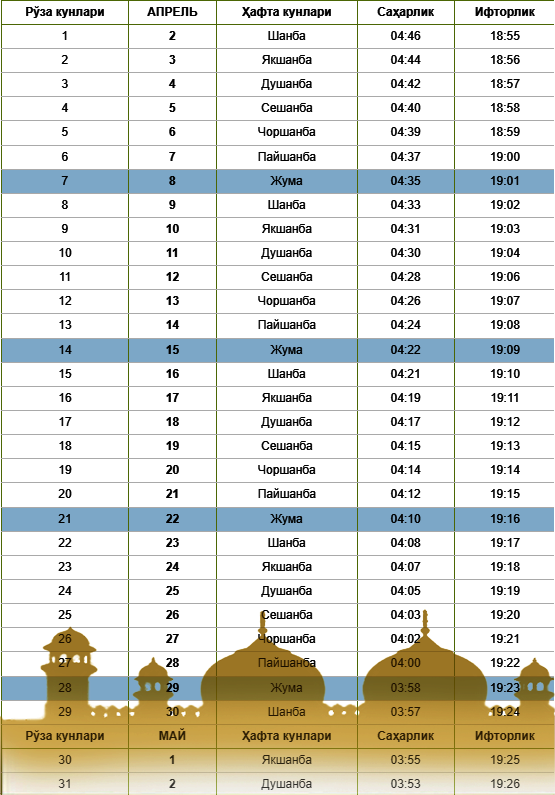 Рўза кунлари АПРЕЛЬ Ҳафта кунлари Саҳарлик Ифторлик
1 2 Шанба 04:46 18:55
2 3 Якшанба 04:44 18:56
3 4 Душанба 04:42 18:57
4 5 Сешанба 04:40 18:58
5 6 Чоршанба 04:39 18:59
6 7 Пайшанба 04:37 19:00
7 8 Жума 04:35 19:01
8 9 Шанба 04:33 19:02
9 10 Якшанба 04:31 19:03
10 11 Душанба 04:30 19:04
11 12 Сешанба 04:28 19:06
12 13 Чоршанба 04:26 19:07
13 14 Пайшанба 04:24 19:08
14 15 Жума 04:22 19:09
15 16 Шанба 04:21 19:10
16 17 Якшанба 04:19 19:11
17 18 Душанба 04:17 19:12
18 19 Сешанба 04:15 19:13
19 20 Чоршанба 04:14 19:14
20 21 Пайшанба 04:12 19:15
21 22 Жума 04:10 19:16
22 23 Шанба 04:08 19:17
23 24 Якшанба 04:07 19:18
24 25 Душанба 04:05 19:19
25 26 Сешанба 04:03 19:20
26 27 Чоршанба 04:02 19:21
27 28 Пайшанба 04:00 19:22
28 29 Жума 03:58 19:23
29 30 Шанба 03:57 19:24
Рўза кунлари МАЙ Ҳафта кунлари Саҳарлик Ифторлик
30 1 Якшанба 03:55 19:25
31 2 Душанба 03:53 19:26